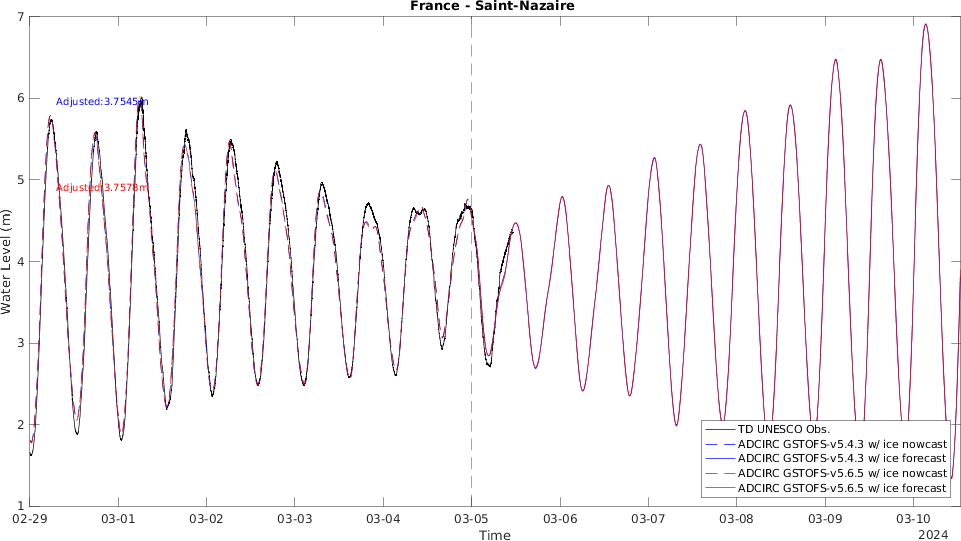 France - Saint-Nazaire
7
6
5
4
3
2
1
Water Level (m)
Adjusted:3.7545m
Adjusted:3.7578m
TD UNESCO Obs.
ADCIRC GSTOFS-v5.4.3 w/ ice nowcast
ADCIRC GSTOFS-v5.4.3 w/ ice forecast
ADCIRC GSTOFS-v5.6.5 w/ ice nowcast
ADCIRC GSTOFS-v5.6.5 w/ ice forecast
02-29 03-01 03-02 03-03 03-04 03-05 03-06 03-07 03-08 03-09 03-10
Time
2024